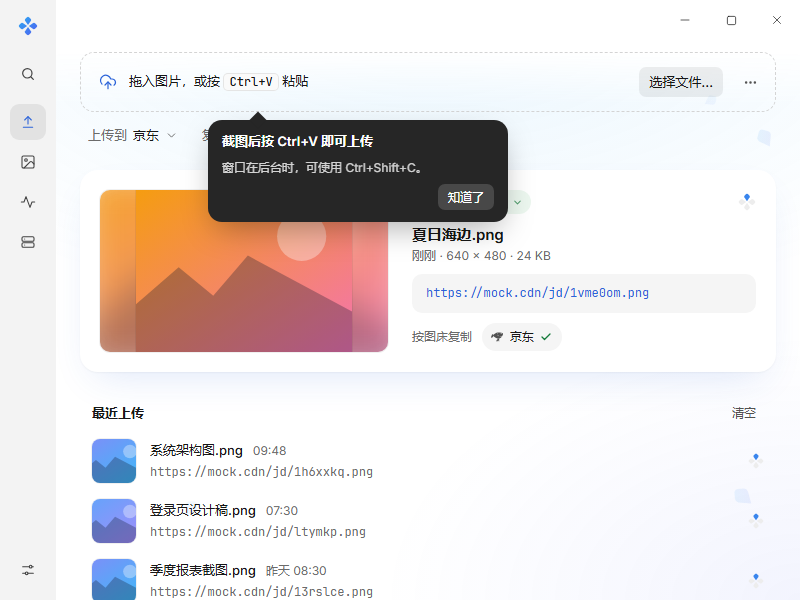 拖入图片，或按 Ctrl+V 粘贴
选择文件...
上传到 京东
截图后按 Ctrl+V 即可上传
窗口在后台时，可使用 Ctrl+Shift+C。
知道了
夏日海边.png
刚刚 · 640 × 480 · 24 KB
https://mock.cdn/jd/1vme0om.png
按图床复制 京东
最近上传
清空
系统架构图.png 09:48
https://mock.cdn/jd/1h6xxkq.png
登录页设计稿.png 07:30
https://mock.cdn/jd/ltymkp.png
季度报表截图.png 昨天 08:30
https://mock.cdn/jd/13rslce.png